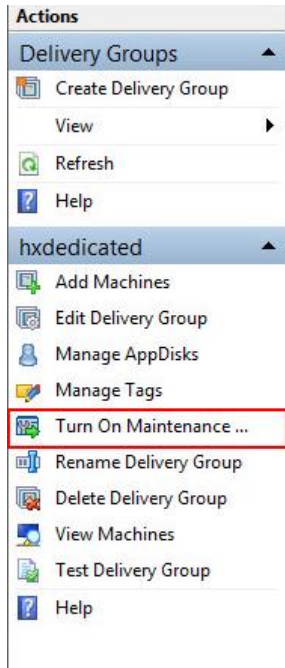 Actions
Delivery Groups
Create Delivery Group
View
Refresh
Help
hxdedicated
Add Machines
Edit Delivery Group
Manage AppDisks
Manage Tags
Turn On Maintenance ...
Rename Delivery Group
Delete Delivery Group
View Machines
Test Delivery Group
Help